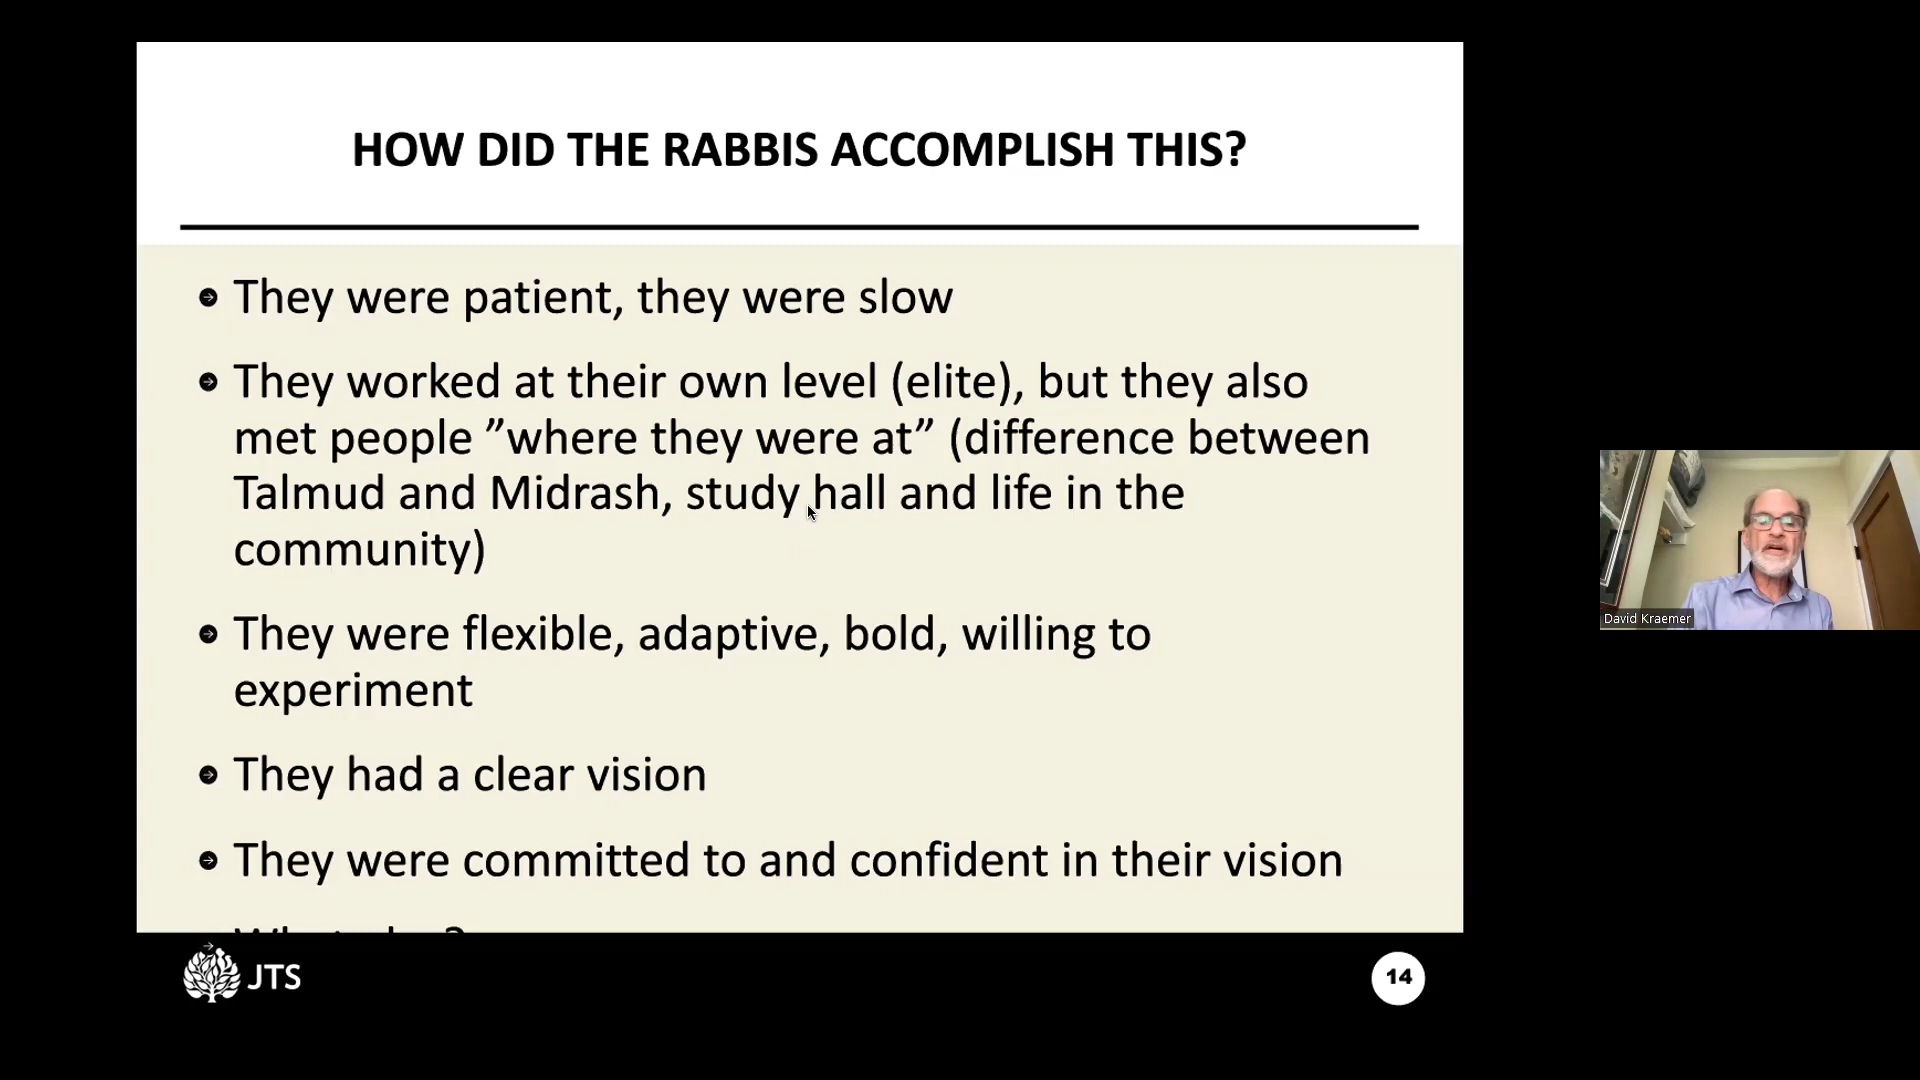 HOW DID THE RABBIS ACCOMPLISH THIS?
They were patient, they were slow
They worked at their own level (elite), but they also
met people ”where they were at” (difference between
Talmud and Midrash, study hall and life in the
community)
They were flexible, adaptive, bold, willing to
experiment
They had a clear vision
They were committed to and confident in their vision
JTS
14
David Kraemer